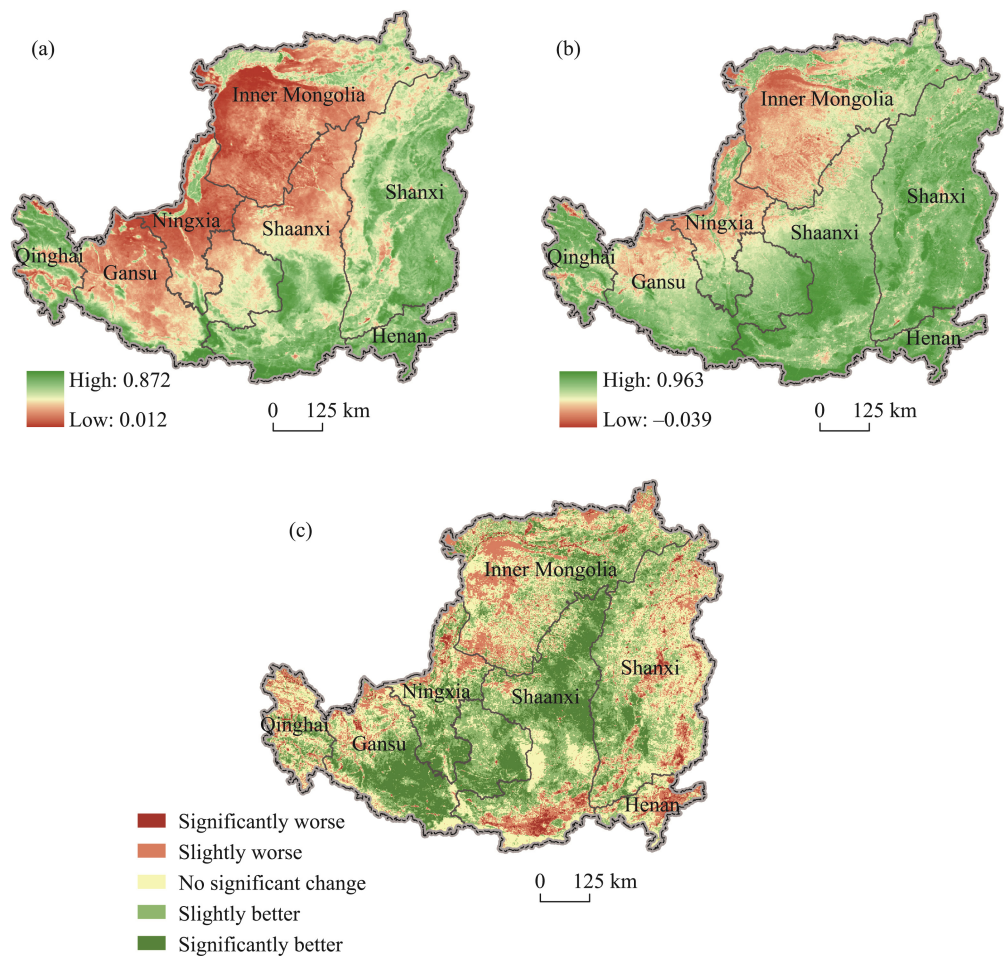 (a)
Inner Mongolia
Shanxi
Ningxia
Shaanxi
Qinghai
Gansu
Henan
High: 0.872
Low: 0.012
0 125 km
(b)
Inner Mongolia
Shanxi
Ningxia
Shaanxi
Qinghai
Gansu
Henan
High: 0.963
Low: –0.039
0 125 km
(c)
Inner Mongolia
Shanxi
Ningxia
Shaanxi
Qinghai
Gansu
Henan
Significantly worse
Slightly worse
No significant change
Slightly better
Significantly better
0 125 km